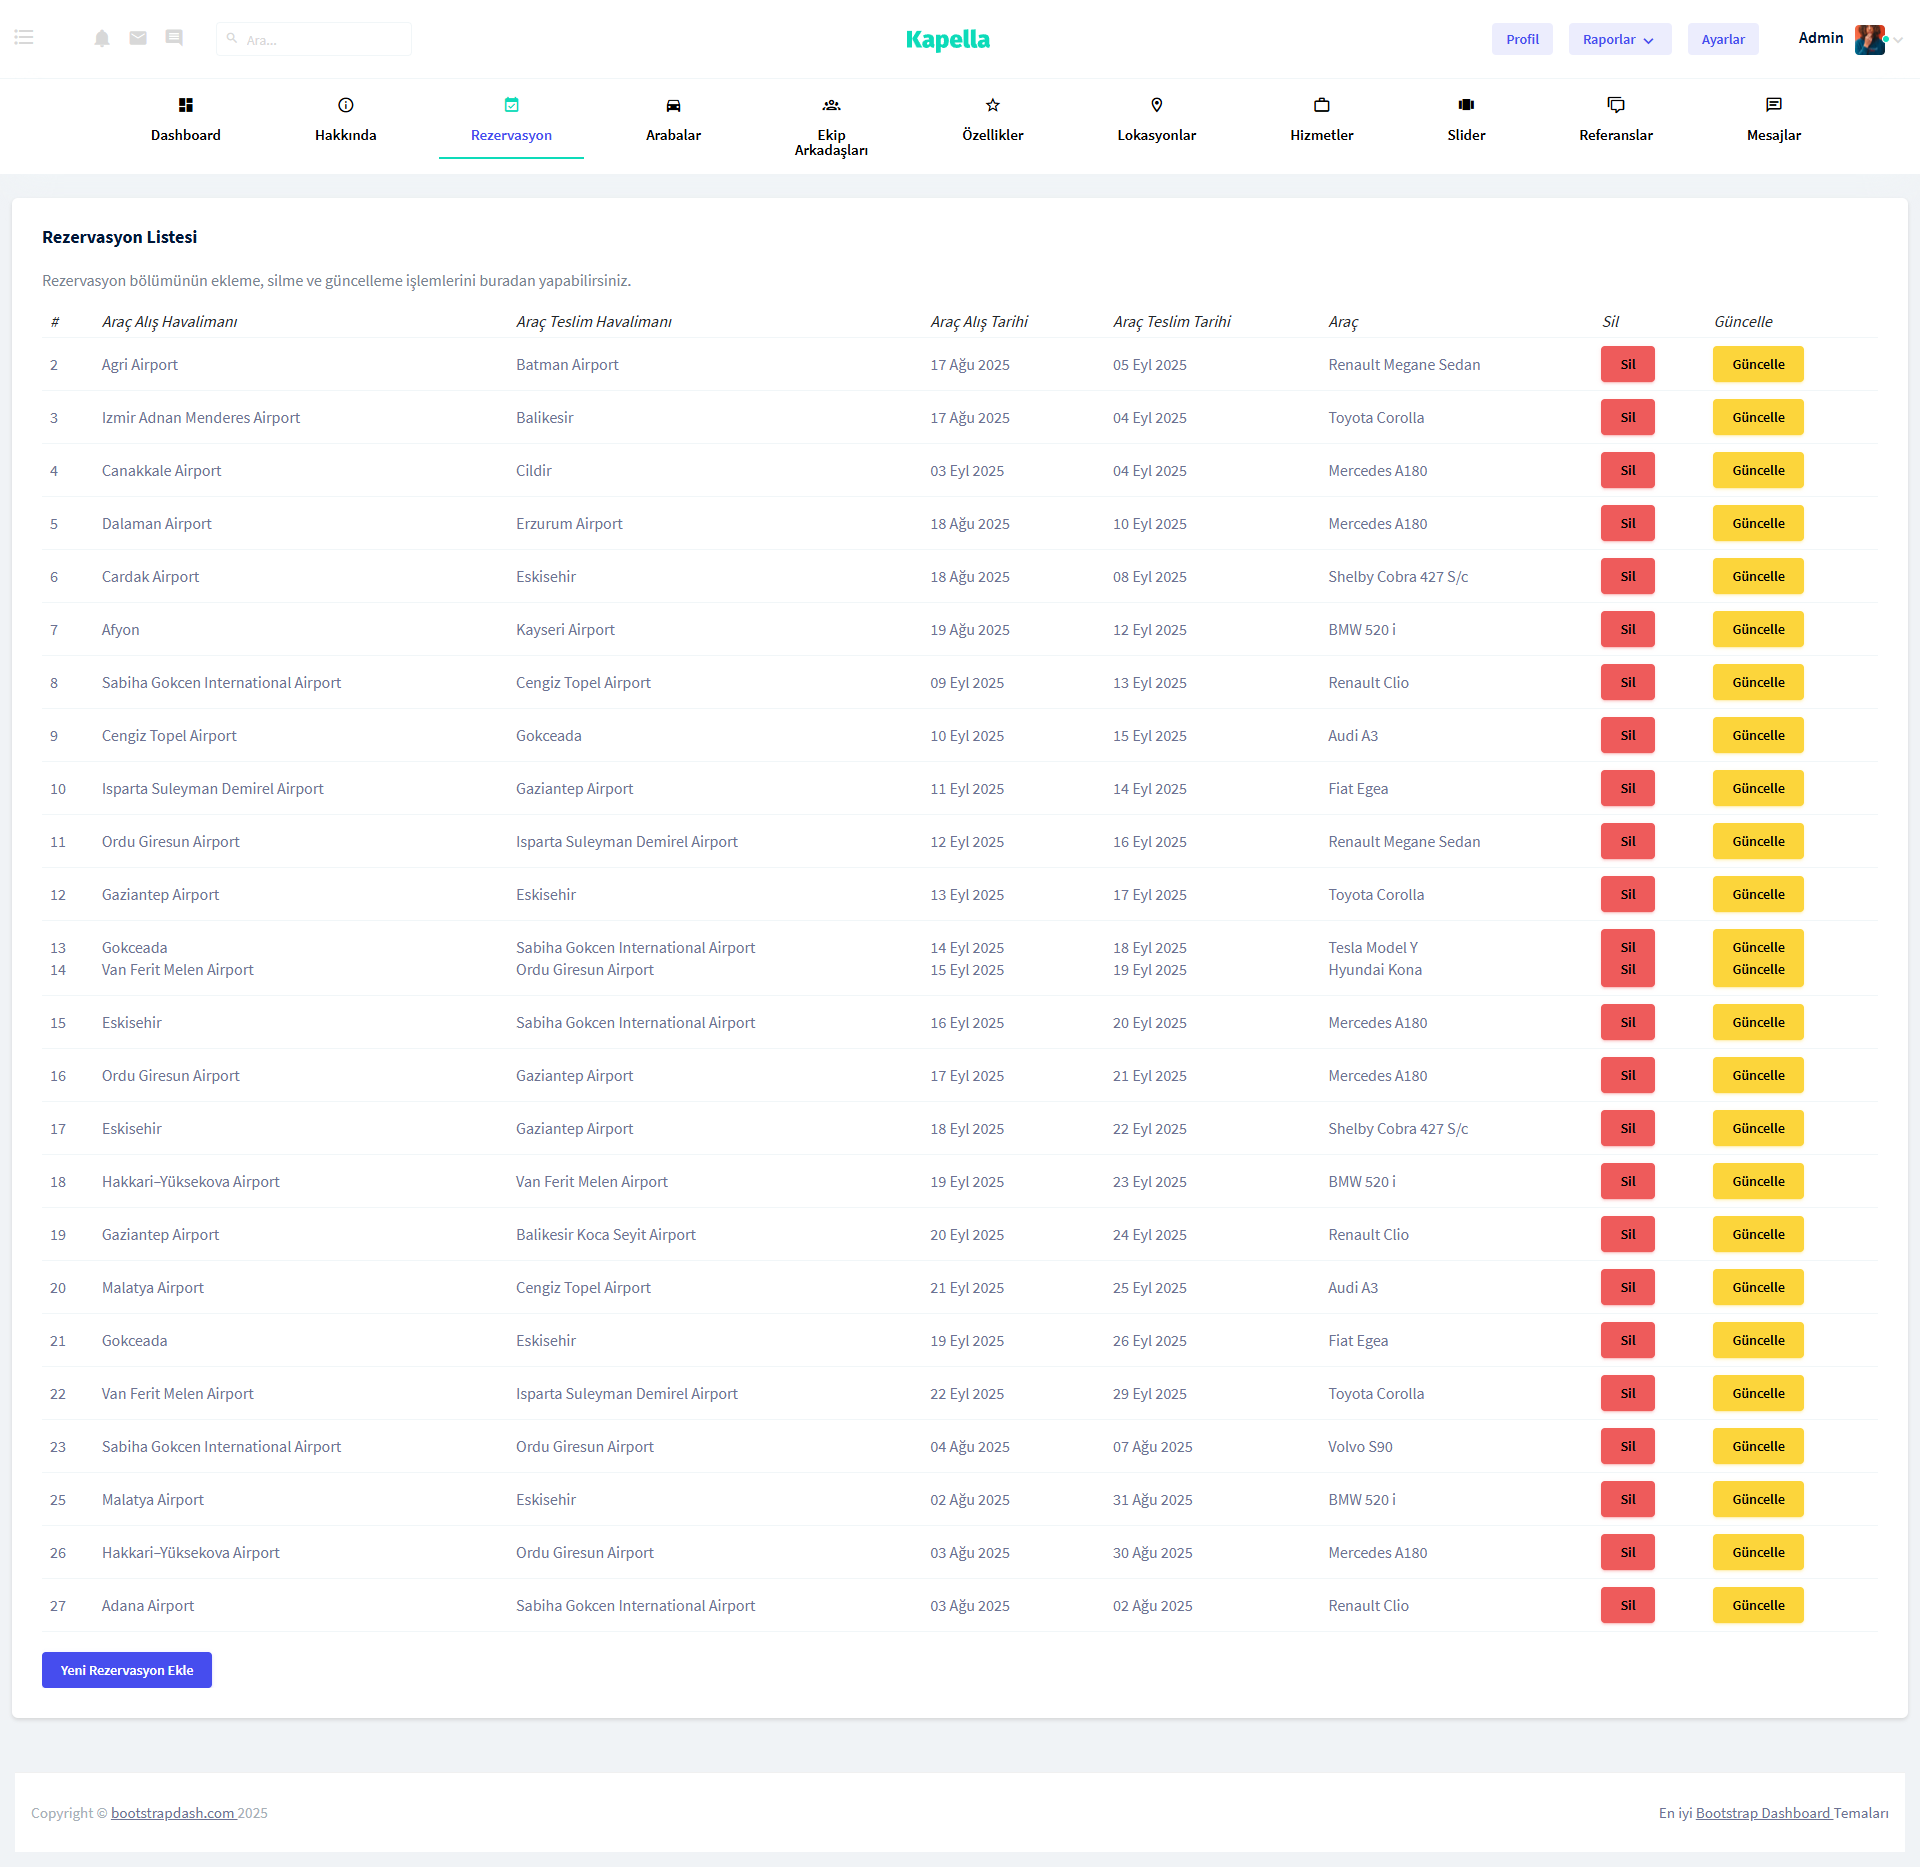 Ara...
Kapella
Profil
Raporlar
Ayarlar
Admin
Dashboard
Hakkında
Rezervasyon
Arabalar
Ekip
Arkadaşları
Özellikler
Lokasyonlar
Hizmetler
Slider
Referanslar
Mesajlar
Rezervasyon Listesi
Rezervasyon bölümünün ekleme, silme ve güncelleme işlemlerini buradan yapabilirsiniz.
# Araç Alış Havalimanı Araç Teslim Havalimanı Araç Alış Tarihi Araç Teslim Tarihi Araç Sil Güncelle
2 Agri Airport Batman Airport 17 Ağu 2025 05 Eyl 2025 Renault Megane Sedan Sil Güncelle
3 Izmir Adnan Menderes Airport Balikesir 17 Ağu 2025 04 Eyl 2025 Toyota Corolla Sil Güncelle
4 Canakkale Airport Cildir 03 Eyl 2025 04 Eyl 2025 Mercedes A180 Sil Güncelle
5 Dalaman Airport Erzurum Airport 18 Ağu 2025 10 Eyl 2025 Mercedes A180 Sil Güncelle
6 Cardak Airport Eskisehir 18 Ağu 2025 08 Eyl 2025 Shelby Cobra 427 S/c Sil Güncelle
7 Afyon Kayseri Airport 19 Ağu 2025 12 Eyl 2025 BMW 520 i Sil Güncelle
8 Sabiha Gokcen International Airport Cengiz Topel Airport 09 Eyl 2025 13 Eyl 2025 Renault Clio Sil Güncelle
9 Cengiz Topel Airport Gokceada 10 Eyl 2025 15 Eyl 2025 Audi A3 Sil Güncelle
10 Isparta Suleyman Demirel Airport Gaziantep Airport 11 Eyl 2025 14 Eyl 2025 Fiat Egea Sil Güncelle
11 Ordu Giresun Airport Isparta Suleyman Demirel Airport 12 Eyl 2025 16 Eyl 2025 Renault Megane Sedan Sil Güncelle
12 Gaziantep Airport Eskisehir 13 Eyl 2025 17 Eyl 2025 Toyota Corolla Sil Güncelle
13 Gokceada Sabiha Gokcen International Airport 14 Eyl 2025 18 Eyl 2025 Tesla Model Y Sil Güncelle
14 Van Ferit Melen Airport Ordu Giresun Airport 15 Eyl 2025 19 Eyl 2025 Hyundai Kona Sil Güncelle
15 Eskisehir Sabiha Gokcen International Airport 16 Eyl 2025 20 Eyl 2025 Mercedes A180 Sil Güncelle
16 Ordu Giresun Airport Gaziantep Airport 17 Eyl 2025 21 Eyl 2025 Mercedes A180 Sil Güncelle
17 Eskisehir Gaziantep Airport 18 Eyl 2025 22 Eyl 2025 Shelby Cobra 427 S/c Sil Güncelle
18 Hakkari–Yüksekova Airport Van Ferit Melen Airport 19 Eyl 2025 23 Eyl 2025 BMW 520 i Sil Güncelle
19 Gaziantep Airport Balikesir Koca Seyit Airport 20 Eyl 2025 24 Eyl 2025 Renault Clio Sil Güncelle
20 Malatya Airport Cengiz Topel Airport 21 Eyl 2025 25 Eyl 2025 Audi A3 Sil Güncelle
21 Gokceada Eskisehir 19 Eyl 2025 26 Eyl 2025 Fiat Egea Sil Güncelle
22 Van Ferit Melen Airport Isparta Suleyman Demirel Airport 22 Eyl 2025 29 Eyl 2025 Toyota Corolla Sil Güncelle
23 Sabiha Gokcen International Airport Ordu Giresun Airport 04 Ağu 2025 07 Ağu 2025 Volvo S90 Sil Güncelle
25 Malatya Airport Eskisehir 02 Ağu 2025 31 Ağu 2025 BMW 520 i Sil Güncelle
26 Hakkari–Yüksekova Airport Ordu Giresun Airport 03 Ağu 2025 30 Ağu 2025 Mercedes A180 Sil Güncelle
27 Adana Airport Sabiha Gokcen International Airport 03 Ağu 2025 02 Ağu 2025 Renault Clio Sil Güncelle
Yeni Rezervasyon Ekle
Copyright © bootstrapdash.com 2025
En iyi Bootstrap Dashboard Temaları